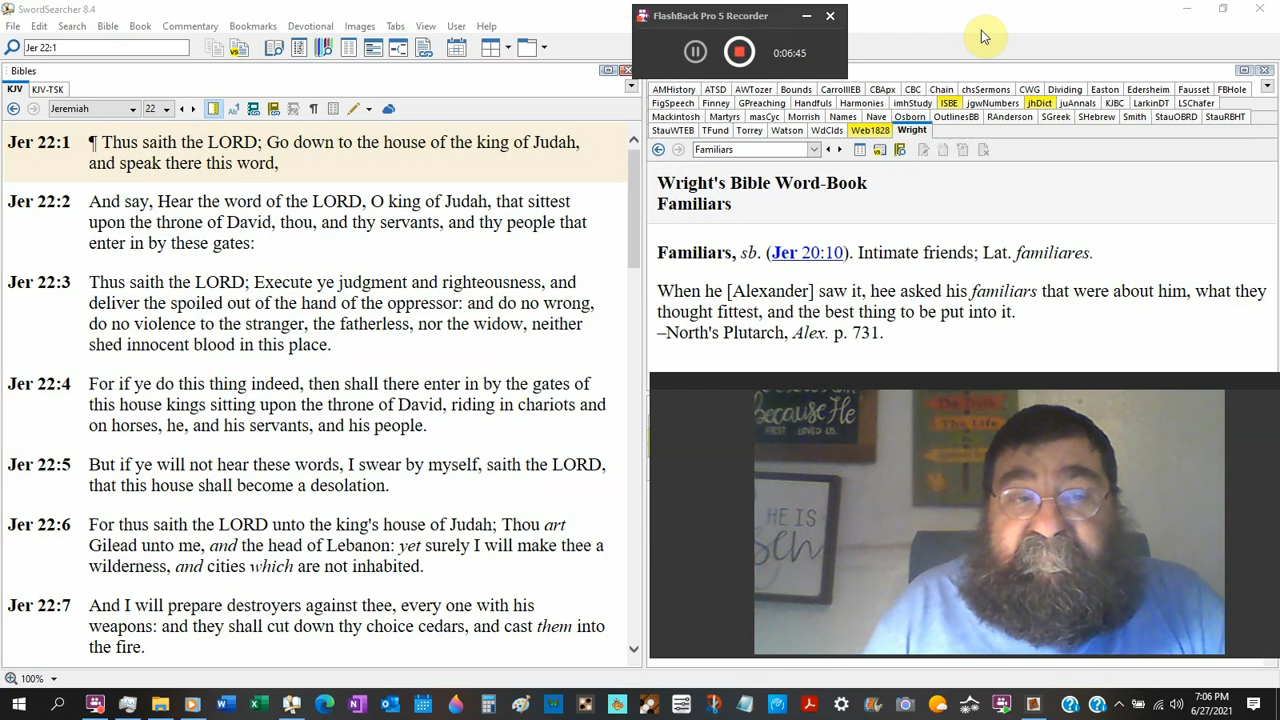 SwordSearcher 8.4
File Edit Search Bible Book Commentary Bookmarks Devotional Images Tabs View User Help
Jer 22:1
FlashBack Pro 5 Recorder
0:06:45
Bibles
KJV KJV-TSK
Jeremiah 22
Jer 22:1 ¶ Thus saith the LORD; Go down to the house of the king of Judah,
and speak there this word,
Jer 22:2 And say, Hear the word of the LORD, O king of Judah, that sittest
upon the throne of David, thou, and thy servants, and thy people that
enter in by these gates:
Jer 22:3 Thus saith the LORD; Execute ye judgment and righteousness, and
deliver the spoiled out of the hand of the oppressor: and do no wrong,
do no violence to the stranger, the fatherless, nor the widow, neither
shed innocent blood in this place.
Jer 22:4 For if ye do this thing indeed, then shall there enter in by the gates of
this house kings sitting upon the throne of David, riding in chariots and
on horses, he, and his servants, and his people.
Jer 22:5 But if ye will not hear these words, I swear by myself, saith the LORD,
that this house shall become a desolation.
Jer 22:6 For thus saith the LORD unto the king's house of Judah; Thou art
Gilead unto me, and the head of Lebanon: yet surely I will make thee a
wilderness, and cities which are not inhabited.
Jer 22:7 And I will prepare destroyers against thee, every one with his
weapons: and they shall cut down thy choice cedars, and cast them into
the fire.
100%
AMHistory ATSD AWTozer Bounds CarrollEB CBApx CBC Chain chsSermons CWG Dividing Easton Edersheim Fausset FBHole
FigSpeech Finney GPreaching Handfuls Harmonies imhStudy ISBE jgwNumbers jhDict juAnnals KJBC LarkinDT LSChafer
Mackintosh Martyrs masCyc Morrish Names Nave Osborn OutlinesBB RAnderson SGreek SHebrew Smith StauOBRD StauRBHT
StauWTEB TFund Torrey Watson WdClds Web1828 Wright
Familiars
Wright's Bible Word-Book
Familiars
Familiars, sb. (Jer 20:10). Intimate friends; Lat. familiares.
When he [Alexander] saw it, hee asked his familiars that were about him, what they
thought fittest, and the best thing to be put into it.
–North's Plutarch, Alex. p. 731.
because He
FIRST LOVED CO.
The Truth
The Life
HE IS
7:06 PM
6/27/2021